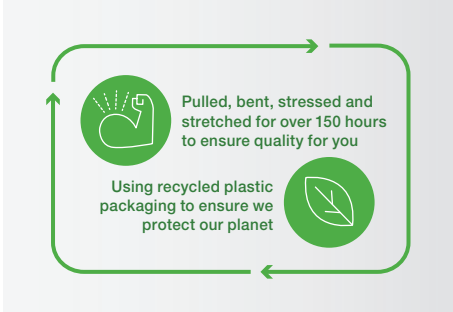 Pulled, bent, stressed and
stretched for over 150 hours
to ensure quality for you
Using recycled plastic
packaging to ensure we
protect our planet